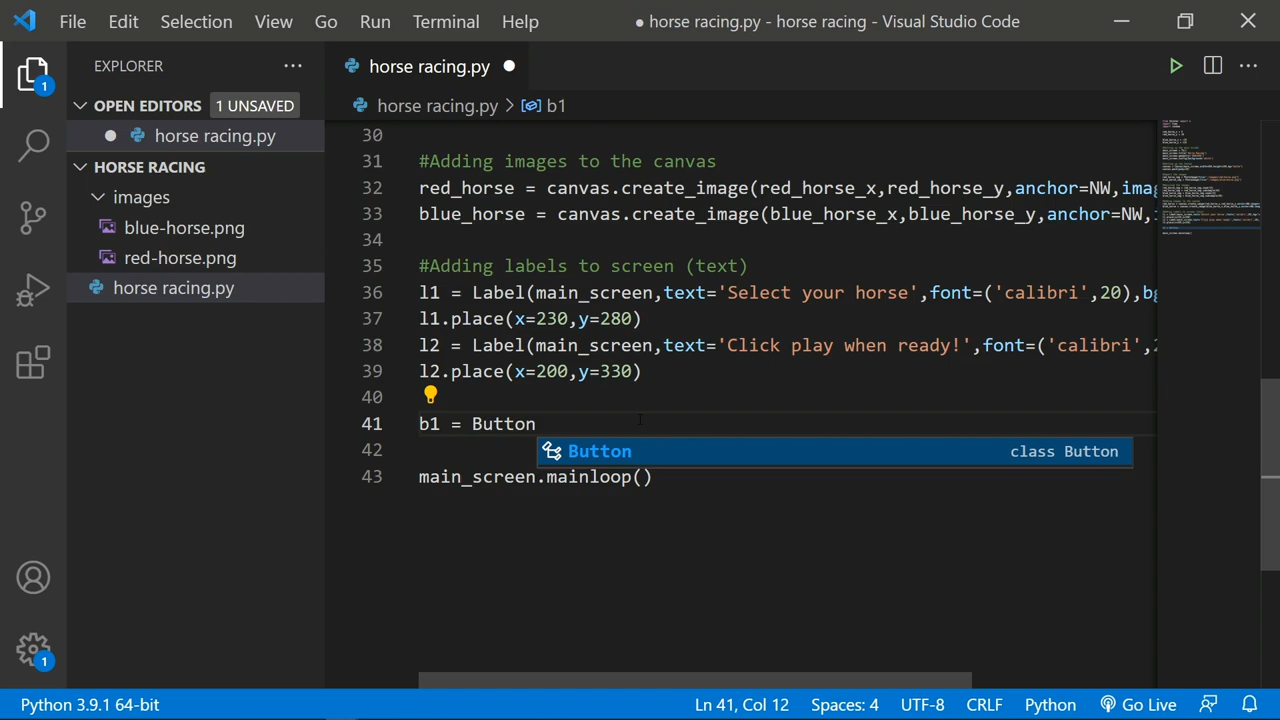 File Edit Selection View Go Run Terminal Help
● horse racing.py - horse racing - Visual Studio Code
EXPLORER
horse racing.py
1
OPEN EDITORS 1 UNSAVED
horse racing.py > b1
horse racing.py
HORSE RACING
images
blue-horse.png
red-horse.png
horse racing.py
30
31 #Adding images to the canvas
32 red_horse = canvas.create_image(red_horse_x,red_horse_y,anchor=NW,imag
33 blue_horse = canvas.create_image(blue_horse_x,blue_horse_y,anchor=NW,
34
35 #Adding labels to screen (text)
36 l1 = Label(main_screen,text='Select your horse',font=('calibri',20),bg
37 l1.place(x=230,y=280)
38 l2 = Label(main_screen,text='Click play when ready!',font=('calibri',2
39 l2.place(x=200,y=330)
40
41 b1 = Button
42 Button class Button
43 main_screen.mainloop()
1
Python 3.9.1 64-bit Ln 41, Col 12 Spaces: 4 UTF-8 CRLF Python Go Live